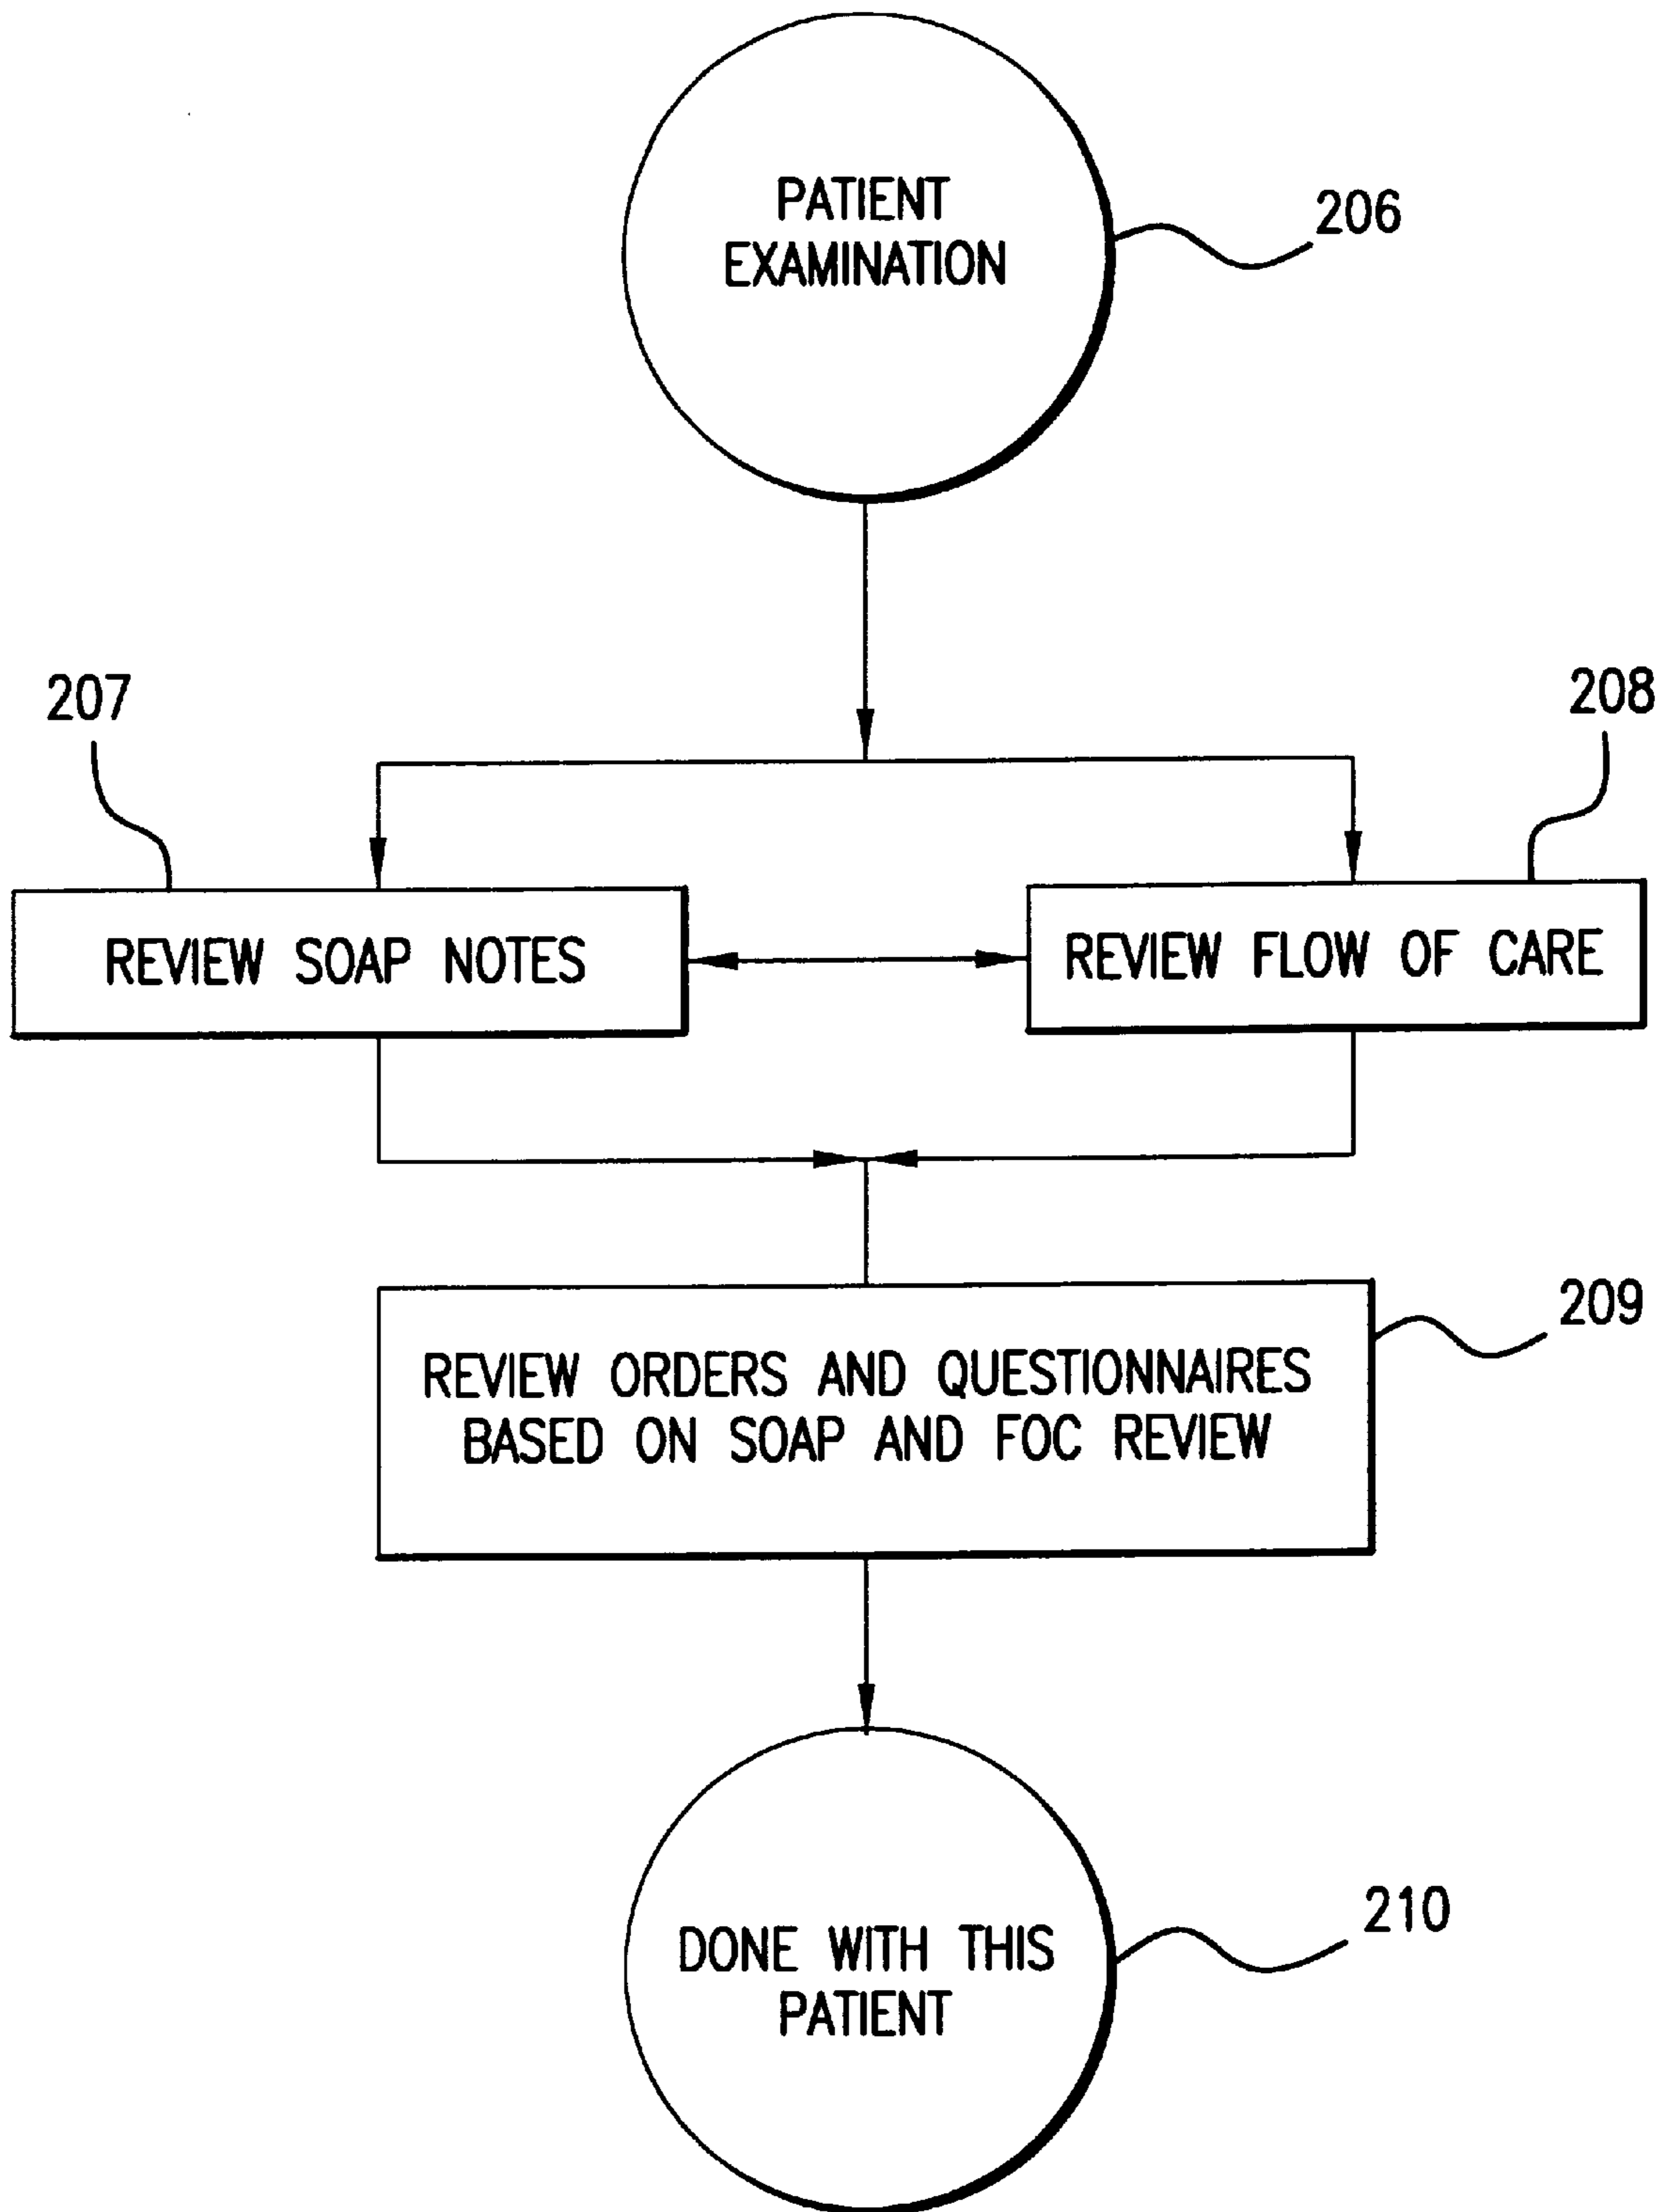 PATIENT
EXAMINATION
206
207
208
REVIEW SOAP NOTES
REVIEW FLOW OF CARE
209
REVIEW ORDERS AND QUESTIONNAIRES
BASED ON SOAP AND FOC REVIEW
210
DONE WITH THIS
PATIENT